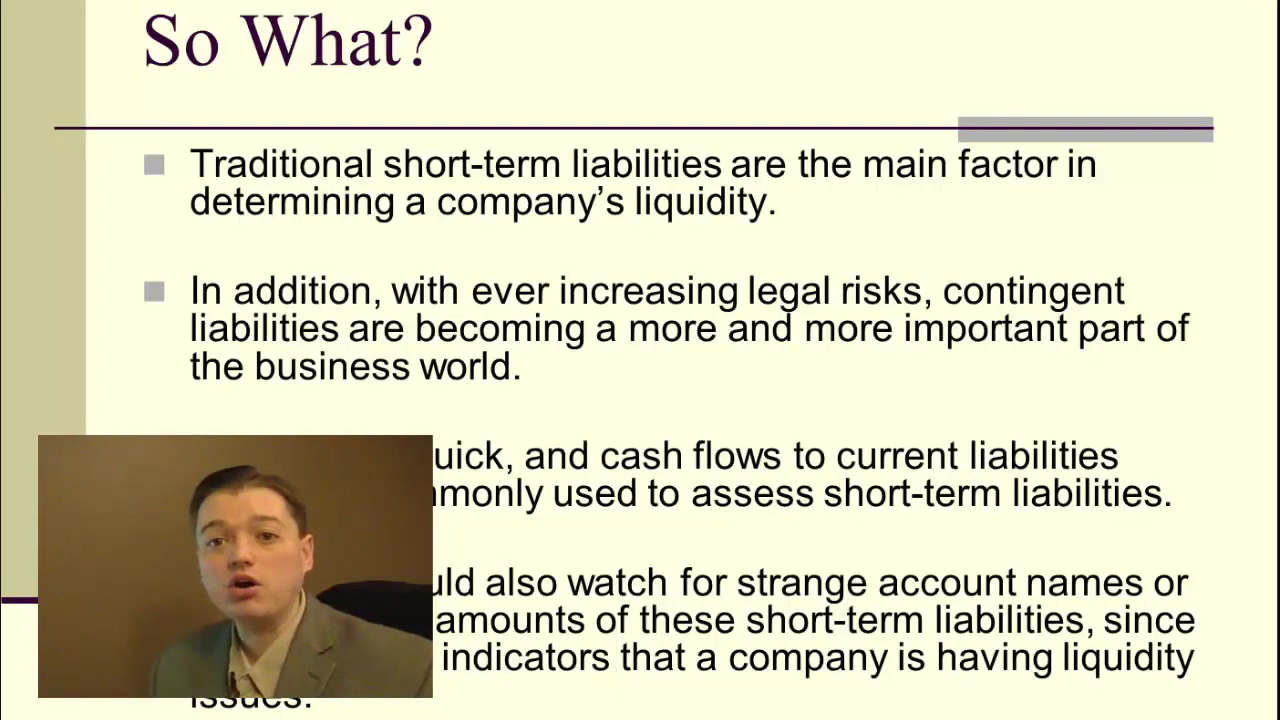 So What?
Traditional short-term liabilities are the main factor in
determining a company’s liquidity.
In addition, with ever increasing legal risks, contingent
liabilities are becoming a more and more important part of
the business world.
uick, and cash flows to current liabilities
mmonly used to assess short-term liabilities.
uld also watch for strange account names or
amounts of these short-term liabilities, since
indicators that a company is having liquidity
issues.